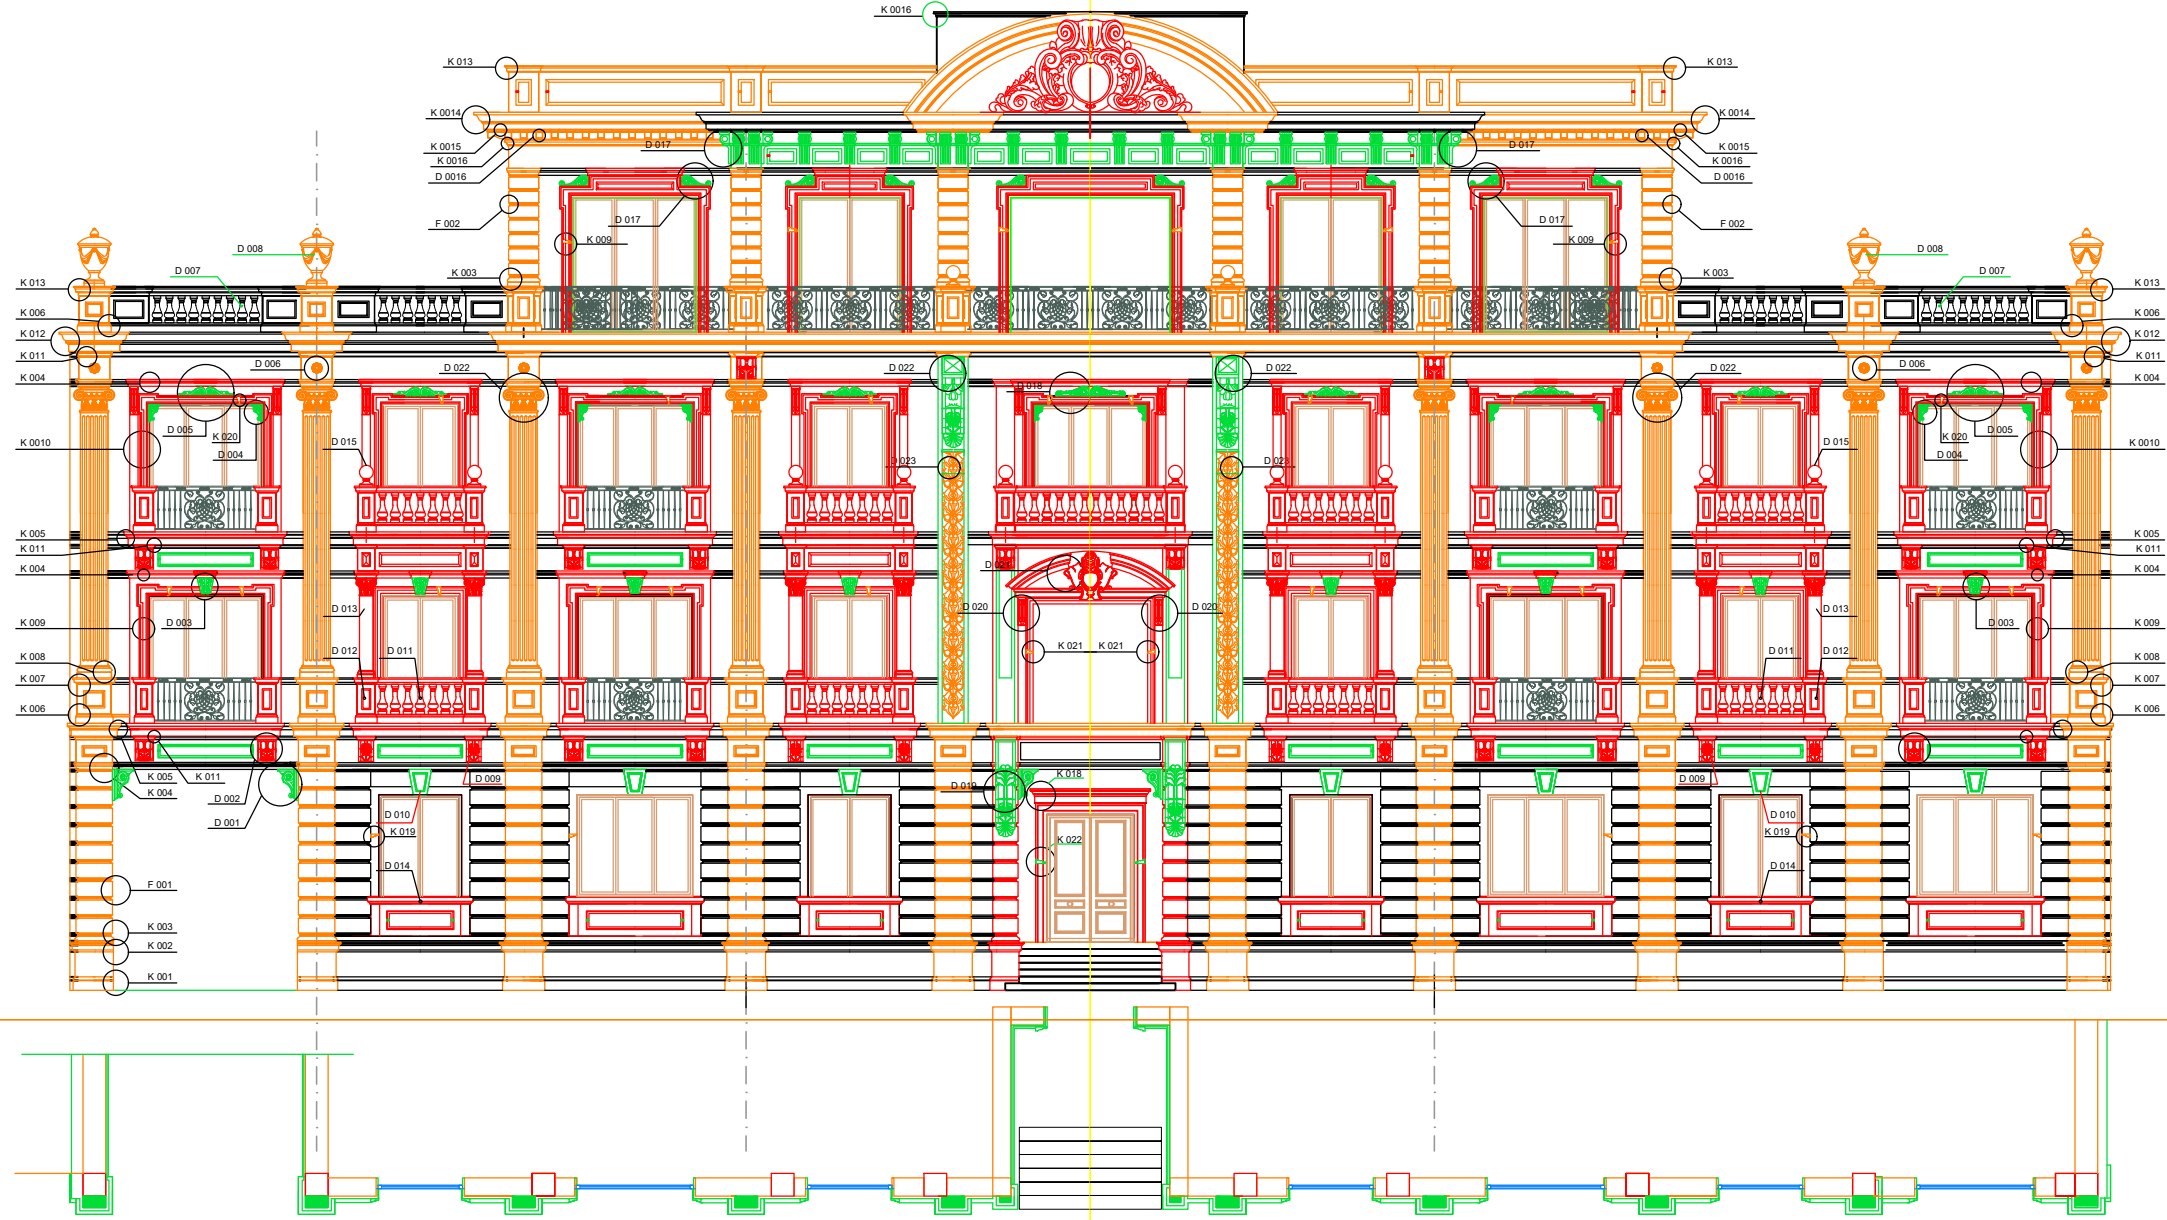 K 0016
K 013
K 013
K 0014
K 0014
K 0015
D 017
D 017
K 0015
K 0016
K 0016
D 0016
D 0016
F 002
D 017
D 017
F 002
K 009
K 009
D 008
D 008
D 007
K 003
K 003
D 007
K 013
K 013
K 006
K 006
K 012
K 012
K 011
K 011
D 006
D 022
D 022
D 022
D 022
D 006
K 004
D 018
K 004
D 005
K 020
D 005
K 020
K 0010
D 015
D 015
K 0010
D 004
D 004
D 023
D 023
K 005
K 005
K 011
K 011
K 004
D 021
K 004
D 013
D 020
D 020
D 013
K 009
D 003
D 003
K 009
D 012
D 011
K 021
K 021
D 011
D 012
K 008
K 008
K 007
K 007
K 006
K 006
K 005
K 011
D 009
K 018
D 009
K 004
D 002
D 019
D 001
D 010
D 010
K 019
K 019
K 022
D 014
D 014
F 001
K 003
K 002
K 001